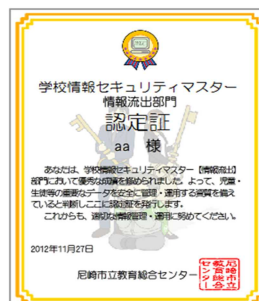 学校情報セキュリティマスター
情報流出部門
認定証
aa 様
あなたは、学校情報セキュリティマスター【情報流出】
部門において優秀な成績を修められました。よって、児童・
生徒等の重要なデータを安全に管理・運用する資質を備え
ていると判断しここに認定証を発行します。
これからも、適切な情報管理・運用に努めてください。
2012年11月27日
尼崎市立教育総合センター